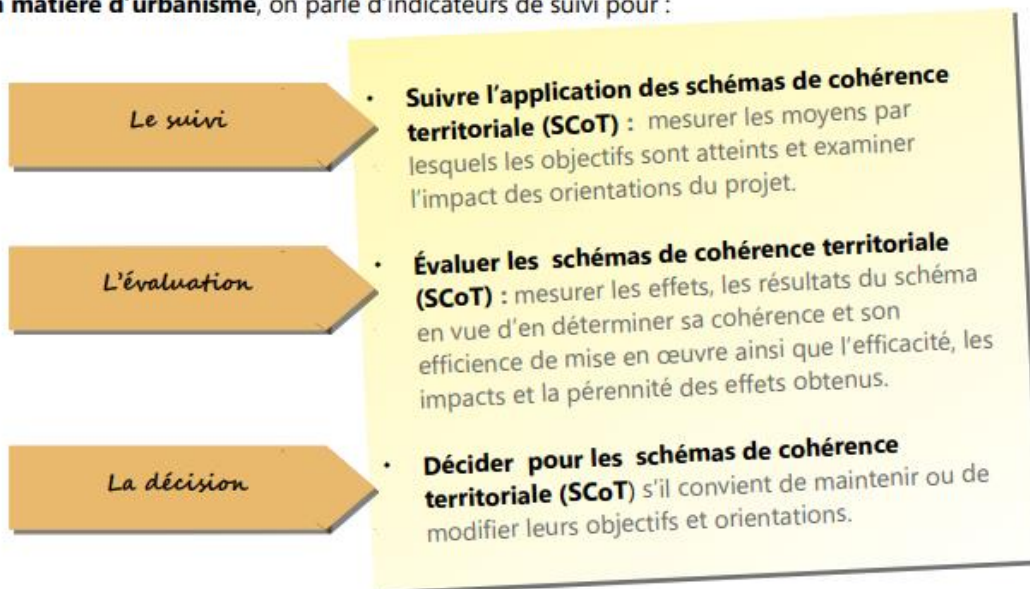 matière d'urbanisme, on parle d'indicateurs de suivi pour :
Le suivi
• Suivre l'application des schémas de cohérence
territoriale (SCoT) : mesurer les moyens par
lesquels les objectifs sont atteints et examiner
l'impact des orientations du projet.
L'évaluation
• Évaluer les schémas de cohérence territoriale
(SCoT) : mesurer les effets, les résultats du schéma
en vue d'en déterminer sa cohérence et son
efficience de mise en œuvre ainsi que l'efficacité, les
impacts et la pérennité des effets obtenus.
La décision
• Décider pour les schémas de cohérence
territoriale (SCoT) s'il convient de maintenir ou de
modifier leurs objectifs et orientations.